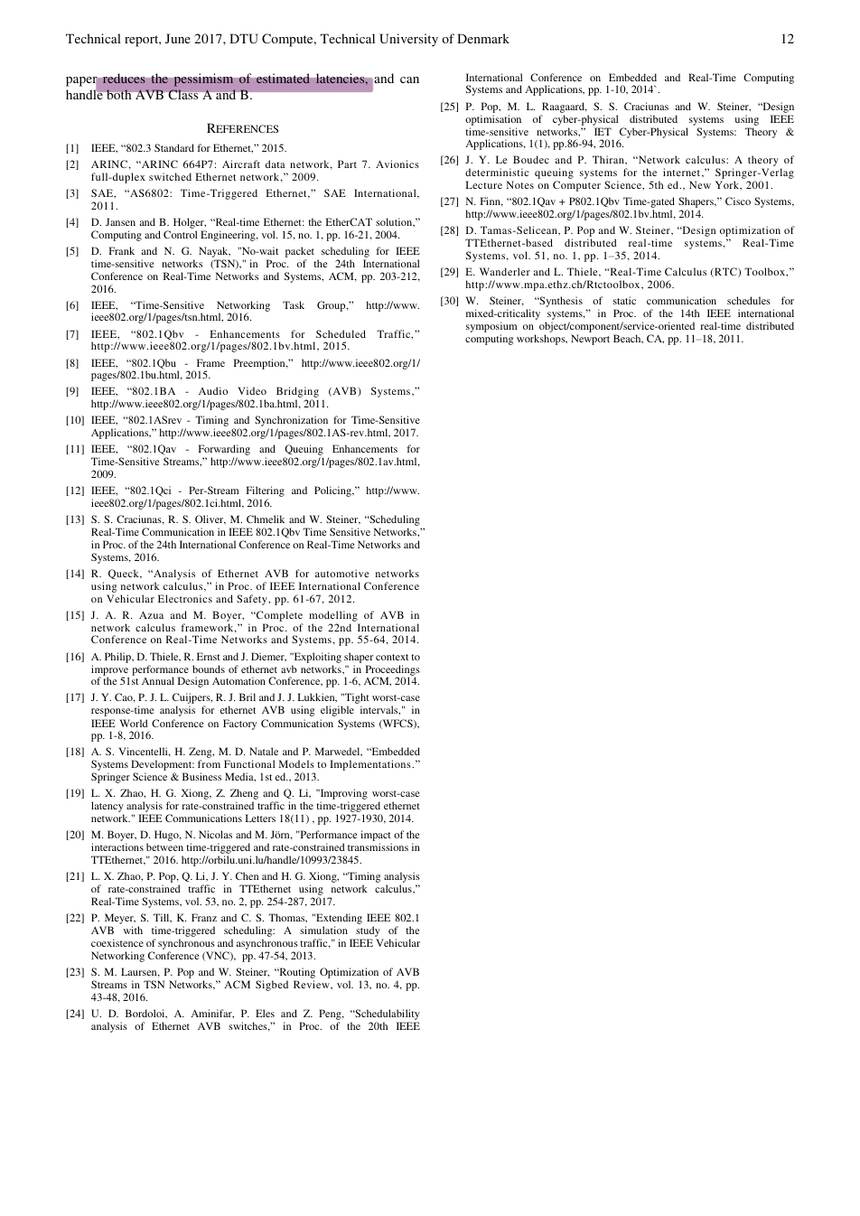 Technical report, June 2017, DTU Compute, Technical University of Denmark 12
paper reduces the pessimism of estimated latencies, and can
handle both AVB Class A and B.
REFERENCES
[1] IEEE, “802.3 Standard for Ethernet,” 2015.
[2] ARINC, “ARINC 664P7: Aircraft data network, Part 7. Avionics
full-duplex switched Ethernet network,” 2009.
[3] SAE, “AS6802: Time-Triggered Ethernet,” SAE International,
2011.
[4] D. Jansen and B. Holger, “Real-time Ethernet: the EtherCAT solution,”
Computing and Control Engineering, vol. 15, no. 1, pp. 16-21, 2004.
[5] D. Frank and N. G. Nayak, "No-wait packet scheduling for IEEE
time-sensitive networks (TSN)," in Proc. of the 24th International
Conference on Real-Time Networks and Systems, ACM, pp. 203-212,
2016.
[6] IEEE, “Time-Sensitive Networking Task Group,” http://www.
ieee802.org/1/pages/tsn.html, 2016.
[7] IEEE, “802.1Qbv - Enhancements for Scheduled Traffic,”
http://www.ieee802.org/1/pages/802.1bv.html, 2015.
[8] IEEE, “802.1Qbu - Frame Preemption,” http://www.ieee802.org/1/
pages/802.1bu.html, 2015.
[9] IEEE, “802.1BA - Audio Video Bridging (AVB) Systems,”
http://www.ieee802.org/1/pages/802.1ba.html, 2011.
[10] IEEE, “802.1ASrev - Timing and Synchronization for Time-Sensitive
Applications,” http://www.ieee802.org/1/pages/802.1AS-rev.html, 2017.
[11] IEEE, “802.1Qav - Forwarding and Queuing Enhancements for
Time-Sensitive Streams,” http://www.ieee802.org/1/pages/802.1av.html,
2009.
[12] IEEE, “802.1Qci - Per-Stream Filtering and Policing,” http://www.
ieee802.org/1/pages/802.1ci.html, 2016.
[13] S. S. Craciunas, R. S. Oliver, M. Chmelik and W. Steiner, “Scheduling
Real-Time Communication in IEEE 802.1Qbv Time Sensitive Networks,”
in Proc. of the 24th International Conference on Real-Time Networks and
Systems, 2016.
[14] R. Queck, “Analysis of Ethernet AVB for automotive networks
using network calculus,” in Proc. of IEEE International Conference
on Vehicular Electronics and Safety, pp. 61-67, 2012.
[15] J. A. R. Azua and M. Boyer, “Complete modelling of AVB in
network calculus framework,” in Proc. of the 22nd International
Conference on Real-Time Networks and Systems, pp. 55-64, 2014.
[16] A. Philip, D. Thiele, R. Ernst and J. Diemer, "Exploiting shaper context to
improve performance bounds of ethernet avb networks," in Proceedings
of the 51st Annual Design Automation Conference, pp. 1-6, ACM, 2014.
[17] J. Y. Cao, P. J. L. Cuijpers, R. J. Bril and J. J. Lukkien, "Tight worst-case
response-time analysis for ethernet AVB using eligible intervals," in
IEEE World Conference on Factory Communication Systems (WFCS),
pp. 1-8, 2016.
[18] A. S. Vincentelli, H. Zeng, M. D. Natale and P. Marwedel, “Embedded
Systems Development: from Functional Models to Implementations.”
Springer Science & Business Media, 1st ed., 2013.
[19] L. X. Zhao, H. G. Xiong, Z. Zheng and Q. Li, "Improving worst-case
latency analysis for rate-constrained traffic in the time-triggered ethernet
network." IEEE Communications Letters 18(11) , pp. 1927-1930, 2014.
[20] M. Boyer, D. Hugo, N. Nicolas and M. Jörn, "Performance impact of the
interactions between time-triggered and rate-constrained transmissions in
TTEthernet," 2016. http://orbilu.uni.lu/handle/10993/23845.
[21] L. X. Zhao, P. Pop, Q. Li, J. Y. Chen and H. G. Xiong, “Timing analysis
of rate-constrained traffic in TTEthernet using network calculus,”
Real-Time Systems, vol. 53, no. 2, pp. 254-287, 2017.
[22] P. Meyer, S. Till, K. Franz and C. S. Thomas, "Extending IEEE 802.1
AVB with time-triggered scheduling: A simulation study of the
coexistence of synchronous and asynchronous traffic," in IEEE Vehicular
Networking Conference (VNC), pp. 47-54, 2013.
[23] S. M. Laursen, P. Pop and W. Steiner, “Routing Optimization of AVB
Streams in TSN Networks,” ACM Sigbed Review, vol. 13, no. 4, pp.
43-48, 2016.
[24] U. D. Bordoloi, A. Aminifar, P. Eles and Z. Peng, “Schedulability
analysis of Ethernet AVB switches,” in Proc. of the 20th IEEE
International Conference on Embedded and Real-Time Computing
Systems and Applications, pp. 1-10, 2014`.
[25] P. Pop, M. L. Raagaard, S. S. Craciunas and W. Steiner, “Design
optimisation of cyber-physical distributed systems using IEEE
time-sensitive networks,” IET Cyber-Physical Systems: Theory &
Applications, 1(1), pp.86-94, 2016.
[26] J. Y. Le Boudec and P. Thiran, “Network calculus: A theory of
deterministic queuing systems for the internet,” Springer-Verlag
Lecture Notes on Computer Science, 5th ed., New York, 2001.
[27] N. Finn, “802.1Qav + P802.1Qbv Time-gated Shapers,” Cisco Systems,
http://www.ieee802.org/1/pages/802.1bv.html, 2014.
[28] D. Tamas-Selicean, P. Pop and W. Steiner, “Design optimization of
TTEthernet-based distributed real-time systems,” Real-Time
Systems, vol. 51, no. 1, pp. 1–35, 2014.
[29] E. Wanderler and L. Thiele, “Real-Time Calculus (RTC) Toolbox,”
http://www.mpa.ethz.ch/Rtctoolbox, 2006.
[30] W. Steiner, “Synthesis of static communication schedules for
mixed-criticality systems,” in Proc. of the 14th IEEE international
symposium on object/component/service-oriented real-time distributed
computing workshops, Newport Beach, CA, pp. 11–18, 2011.